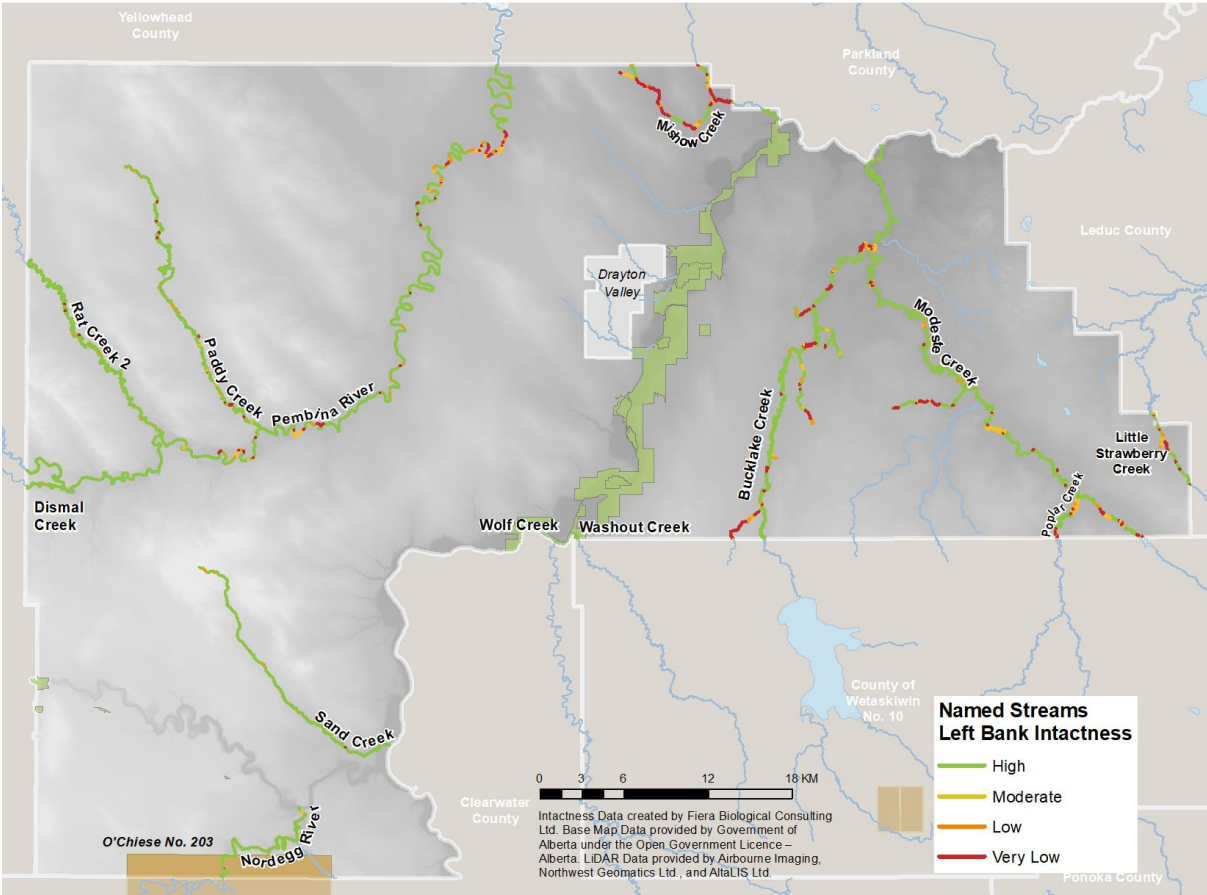 Yellowhead
County
Parkland
County
Mishow Creek
Leduc County
Drayton
Valley
Rat Creek 2
Paddy Creek
Pembina River
Modeste Creek
Bucklake Creek
Little
Strawberry
Creek
Poplar Creek
Dismal
Creek
Wolf Creek
Washout Creek
County of
Wetaskiwin
No. 10
Sand Creek
Named Streams
Left Bank Intactness
High
Moderate
Low
Very Low
0 3 6 12 18 KM
Clearwater
County
Intactness Data created by Fiera Biological Consulting
Ltd. Base Map Data provided by Government of
Alberta under the Open Government Licence –
Alberta. LiDAR Data provided by Airbourne Imaging,
Northwest Geomatics Ltd., and AltaLIS Ltd.
O'Chiese No. 203
Nordegg River
Ponoka County